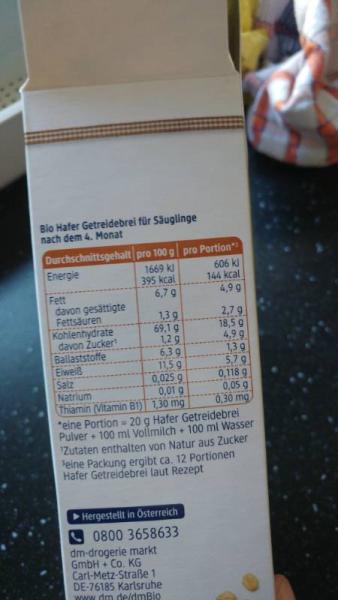 Bio Hafer Getreidebrei für Säuglinge
nach dem 4. Monat
Durchschnittsgehalt pro 100 g pro Portion*²
Energie 1669 kJ 606 kJ
395 kcal 144 kcal
Fett 6,7 g 4,9 g
davon gesättigte
Fettsäuren 1,3 g 2,7 g
Kohlenhydrate 69,1 g 18,5 g
davon Zucker¹ 1,2 g 4,9 g
Ballaststoffe 6,3 g 1,3 g
Eiweiß 11,5 g 5,7 g
Salz 0,025 g 0,118 g
Natrium 0,01 g 0,05 g
Thiamin (Vitamin B1) 1,30 mg 0,30 mg
*eine Portion = 20 g Hafer Getreidebrei
Pulver + 100 ml Vollmilch + 100 ml Wasser
¹Zutaten enthalten von Natur aus Zucker
²eine Packung ergibt ca. 12 Portionen
Hafer Getreidebrei laut Rezept
Hergestellt in Österreich
0800 3658633
dm-drogerie markt
GmbH + Co. KG
Carl-Metz-Straße 1
DE-76185 Karlsruhe
www.dm.de/dmBio